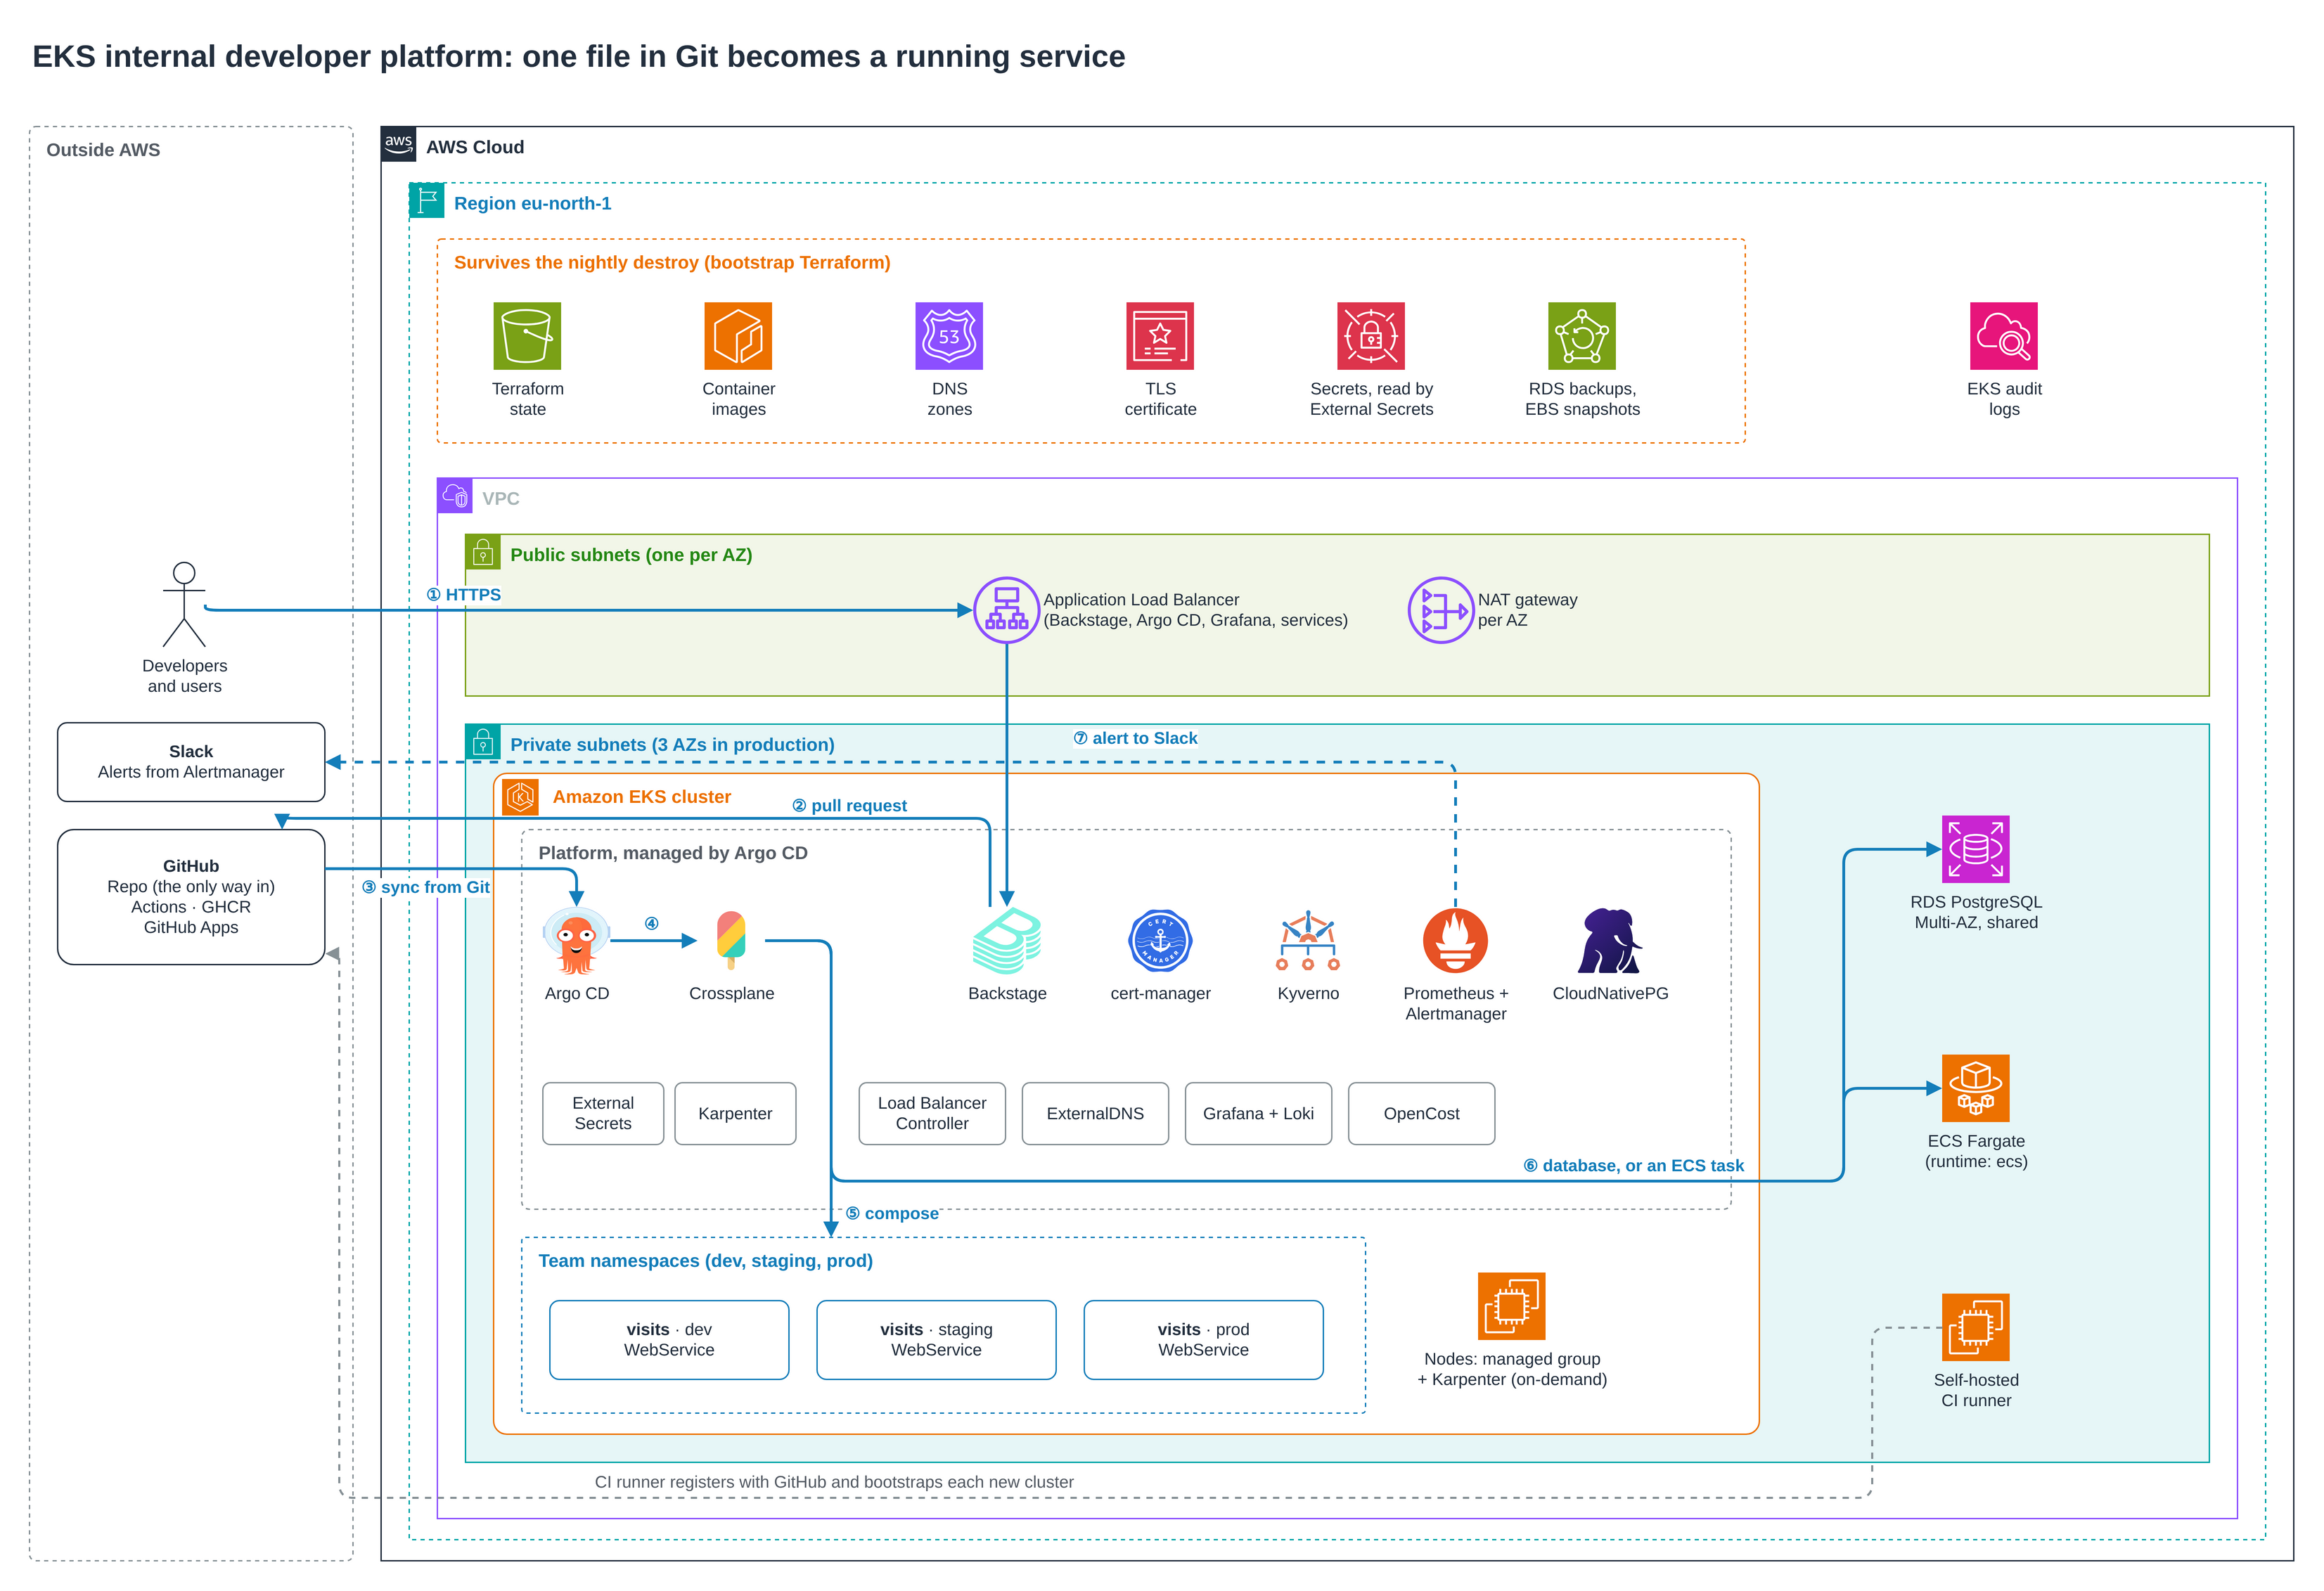 EKS internal developer platform: one file in Git becomes a running service
Outside AWS
aws
AWS Cloud
Region eu-north-1
Survives the nightly destroy (bootstrap Terraform)
53
Terraform
state
Container
images
DNS
zones
TLS
certificate
Secrets, read by
External Secrets
RDS backups,
EBS snapshots
EKS audit
logs
VPC
Public subnets (one per AZ)
① HTTPS
Application Load Balancer
(Backstage, Argo CD, Grafana, services)
NAT gateway
per AZ
Developers
and users
Slack
Alerts from Alertmanager
Private subnets (3 AZs in production)
⑦ alert to Slack
K
Amazon EKS cluster
② pull request
GitHub
Repo (the only way in)
Actions · GHCR
GitHub Apps
③ sync from Git
Platform, managed by Argo CD
④
CERT
MANAGER
Argo CD
Crossplane
Backstage
cert-manager
Kyverno
Prometheus +
Alertmanager
CloudNativePG
RDS PostgreSQL
Multi-AZ, shared
External
Secrets
Karpenter
Load Balancer
Controller
ExternalDNS
Grafana + Loki
OpenCost
ECS Fargate
(runtime: ecs)
⑥ database, or an ECS task
⑤ compose
Team namespaces (dev, staging, prod)
visits · dev
WebService
visits · staging
WebService
visits · prod
WebService
Nodes: managed group
+ Karpenter (on-demand)
Self-hosted
CI runner
CI runner registers with GitHub and bootstraps each new cluster